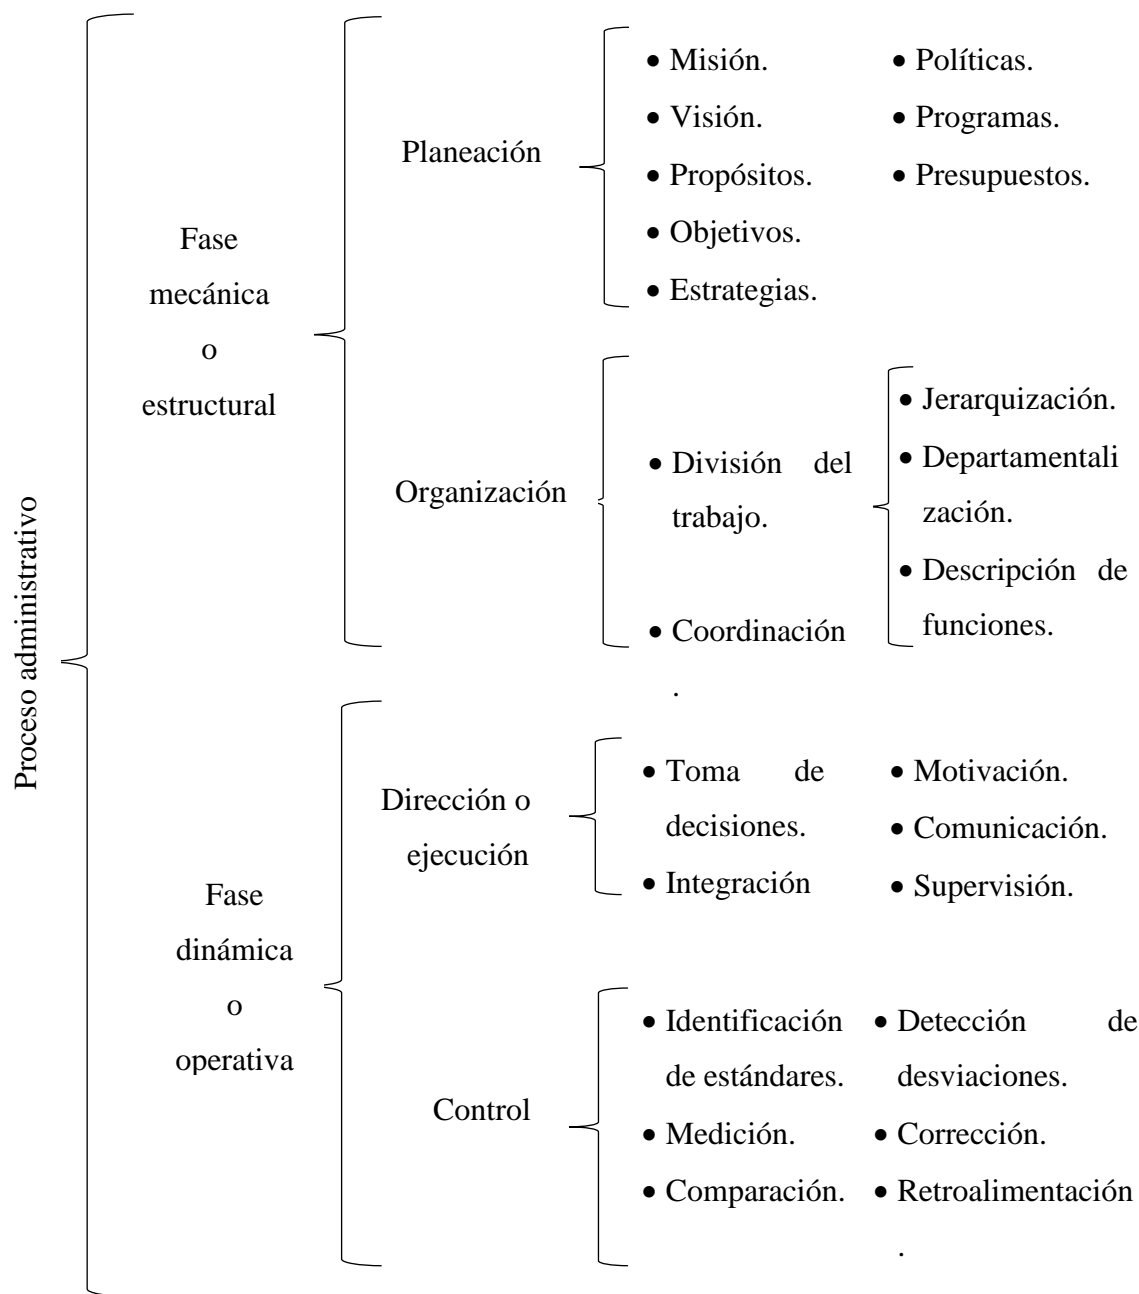 Proceso administrativo
Fase
mecánica
o
estructural
Planeación
• Misión.
• Visión.
• Propósitos.
• Objetivos.
• Estrategias.
• Políticas.
• Programas.
• Presupuestos.
Organización
• División del
trabajo.
• Jerarquización.
• Departamentali
zación.
• Descripción de
funciones.
• Coordinación
.
Fase
dinámica
o
operativa
Dirección o
ejecución
• Toma de
decisiones.
• Integración
• Motivación.
• Comunicación.
• Supervisión.
Control
• Identificación
de estándares.
• Medición.
• Comparación.
• Detección de
desviaciones.
• Corrección.
• Retroalimentación
.